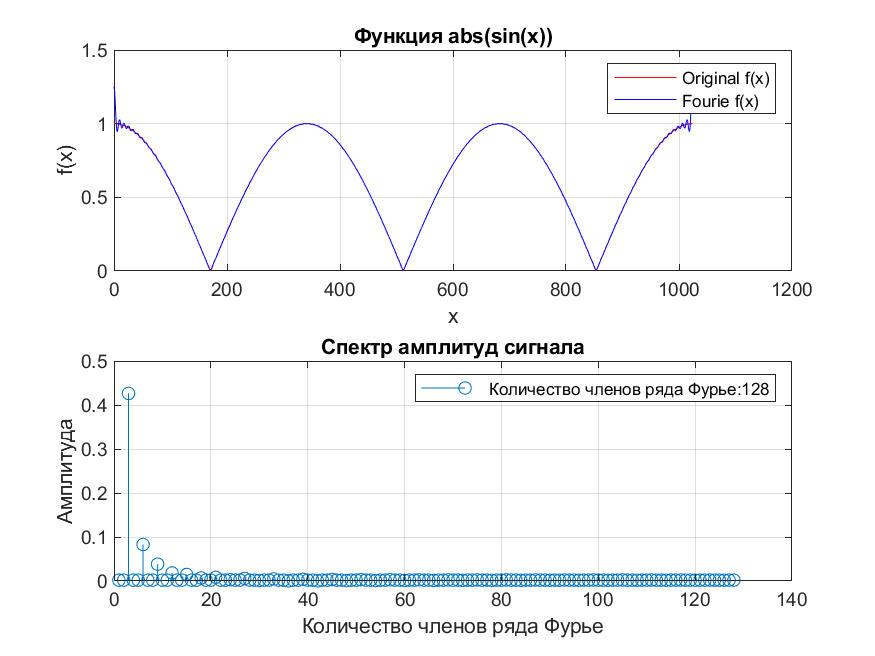 Функция abs(sin(x))
1.5
1
0.5
0
f(x)
Original f(x)
Fourie f(x)
0 200 400 600 800 1000 1200
x
Спектр амплитуд сигнала
0.5
0.4
0.3
0.2
0.1
0
Амплитуда
Количество членов ряда Фурье:128
0 20 40 60 80 100 120 140
Количество членов ряда Фурье